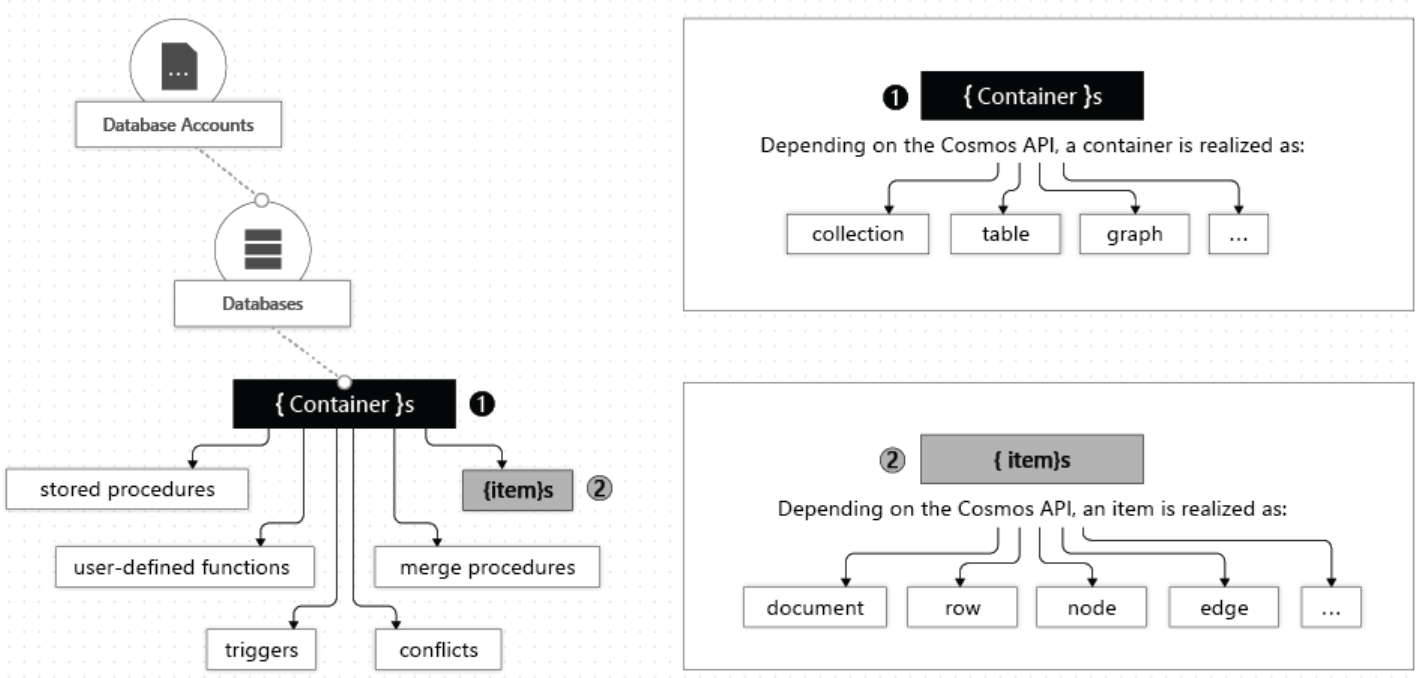 ...
Database Accounts
Databases
{ Container }s
1
stored procedures
{item}s
2
user-defined functions
merge procedures
triggers
conflicts
1
{ Container }s
Depending on the Cosmos API, a container is realized as:
collection
table
graph
...
2
{ item}s
Depending on the Cosmos API, an item is realized as:
document
row
node
edge
...